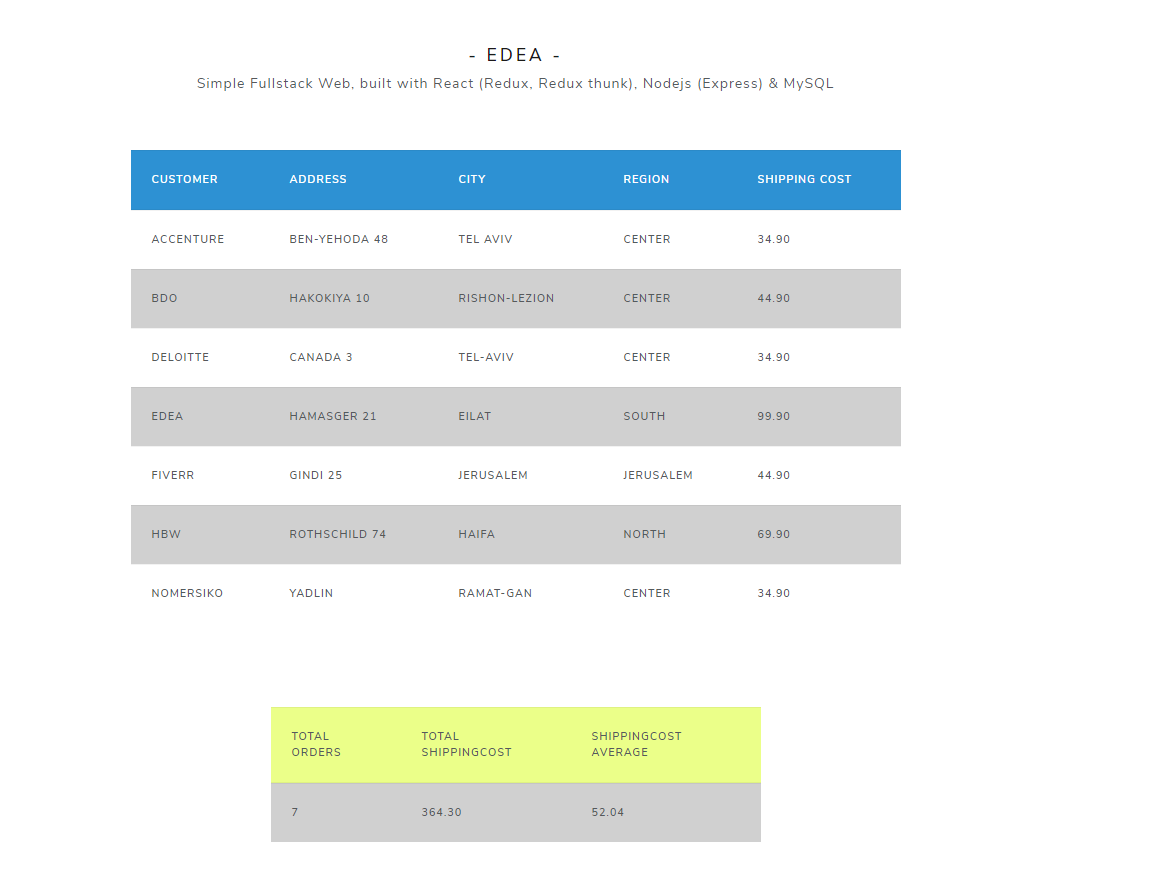 - EDEA -
Simple Fullstack Web, built with React (Redux, Redux thunk), Nodejs (Express) & MySQL
CUSTOMER ADDRESS CITY REGION SHIPPING COST
ACCENTURE BEN-YEHODA 48 TEL AVIV CENTER 34.90
BDO HAKOKIYA 10 RISHON-LEZION CENTER 44.90
DELOITTE CANADA 3 TEL-AVIV CENTER 34.90
EDEA HAMASGER 21 EILAT SOUTH 99.90
FIVERR GINDI 25 JERUSALEM JERUSALEM 44.90
HBW ROTHSCHILD 74 HAIFA NORTH 69.90
NOMERSIKO YADLIN RAMAT-GAN CENTER 34.90
TOTAL TOTAL SHIPPINGCOST
ORDERS SHIPPINGCOST AVERAGE
7 364.30 52.04